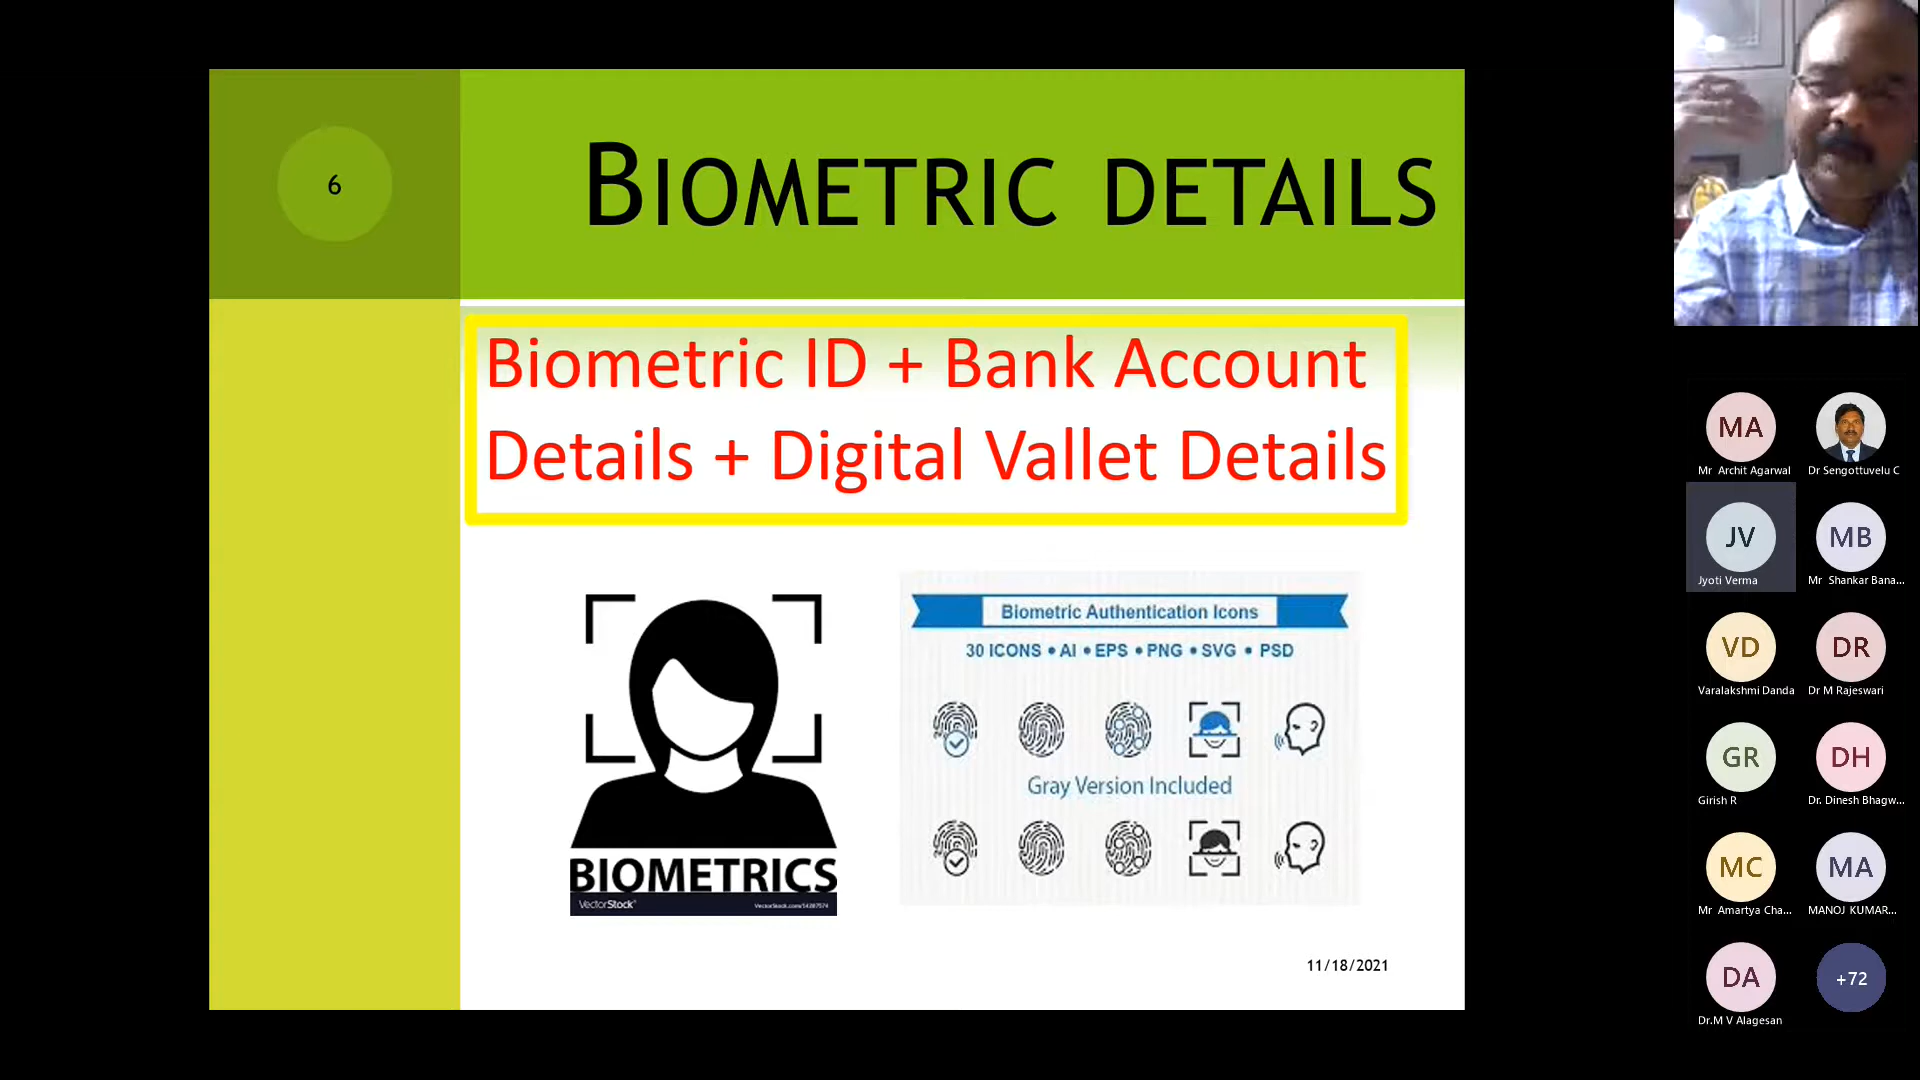 6
BIOMETRIC DETAILS
Biometric ID + Bank Account
Details + Digital Vallet Details
BIOMETRICS
VectorStock®
VectorStock.com/14287574
Biometric Authentication Icons
30 ICONS • AI • EPS • PNG • SVG • PSD
Gray Version Included
11/18/2021
MA
Mr Archit Agarwal
Dr Sengottuvelu C
JV
Jyoti Verma
MB
Mr Shankar Bana...
VD
Varalakshmi Danda
DR
Dr M Rajeswari
GR
Girish R
DH
Dr. Dinesh Bhagw...
MC
Mr Amartya Cha...
MA
MANOJ KUMAR...
DA
Dr.M V Alagesan
+72